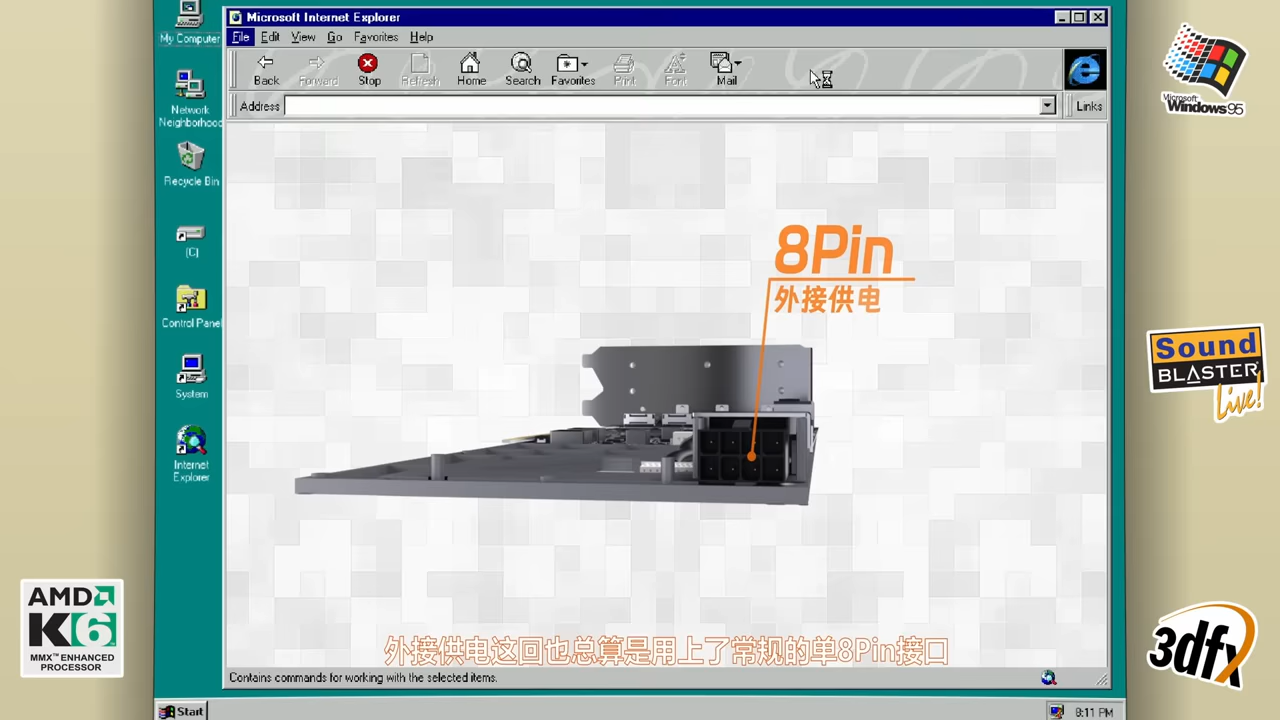 Microsoft Internet Explorer
File Edit View Go Favorites Help
Back Forward Stop Refresh Home Search Favorites Print Font Mail
Address Links
My Computer
Network
Neighborhood
Recycle Bin
(C)
Control Panel
System
Internet
Explorer
8Pin
外接供电
外接供电这回也总算是用上了常规的单8Pin接口
Contains commands for working with the selected items.
Start
8:11 PM
Microsoft
Windows 95
Sound
BLASTER
Live!
3dfx
AMD
K6
MMX™ ENHANCED
PROCESSOR